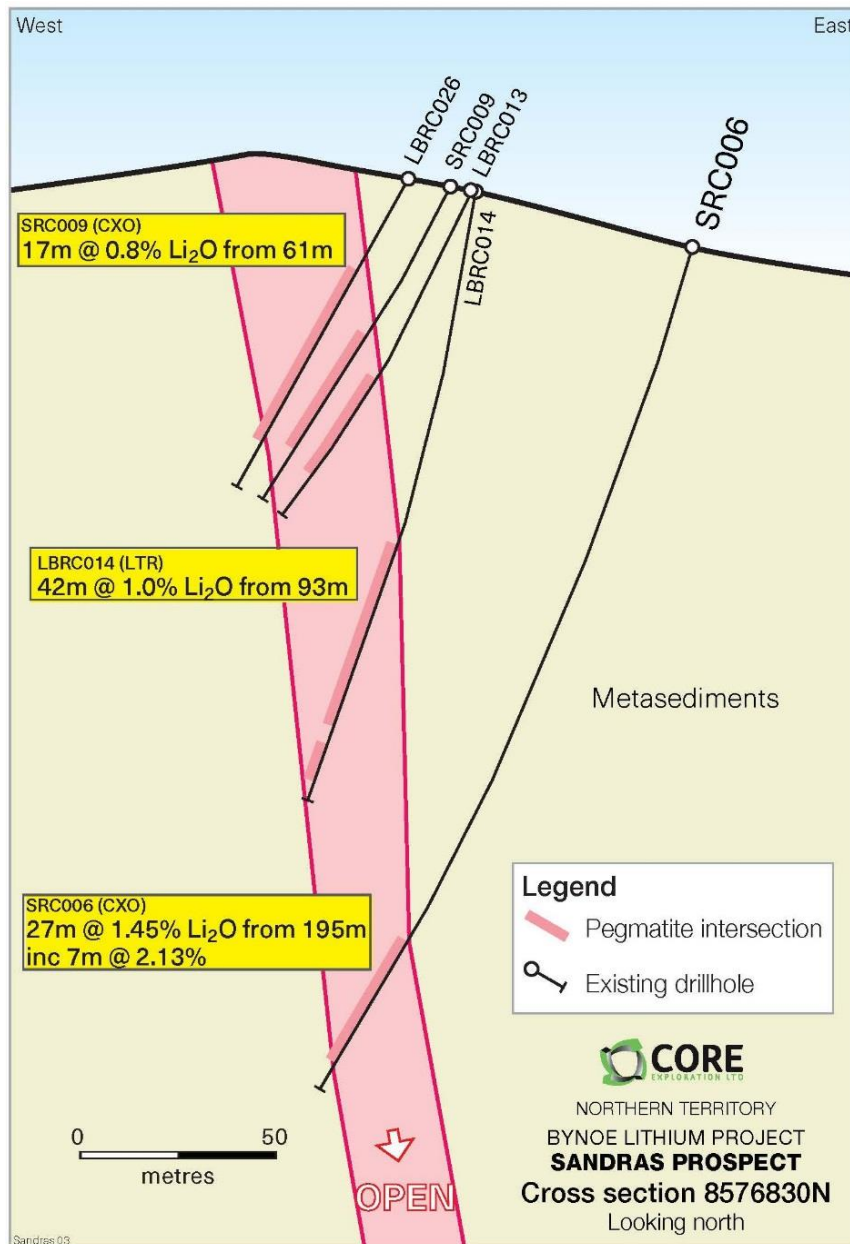 West
East
LBRC026
SRC009
LBRC013
SRC006
LBRC014
SRC009 (CXO)
17m @ 0.8% Li₂O from 61m
LBRC014 (LTR)
42m @ 1.0% Li₂O from 93m
Metasediments
SRC006 (CXO)
27m @ 1.45% Li₂O from 195m
inc 7m @ 2.13%
Legend
Pegmatite intersection
Existing drillhole
CORE
EXPLORATION LTD
NORTHERN TERRITORY
BYNOE LITHIUM PROJECT
SANDRAS PROSPECT
Cross section 8576830N
Looking north
0 50
metres
OPEN
Sandras 03